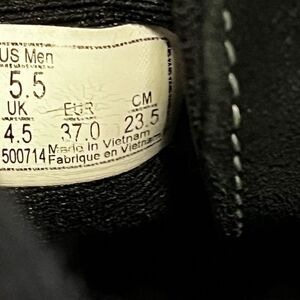 US Men
5.5
UK EUR CM
4.5 37.0 23.5
500714 Made in Vietnam
Fabriqué en Vietnam